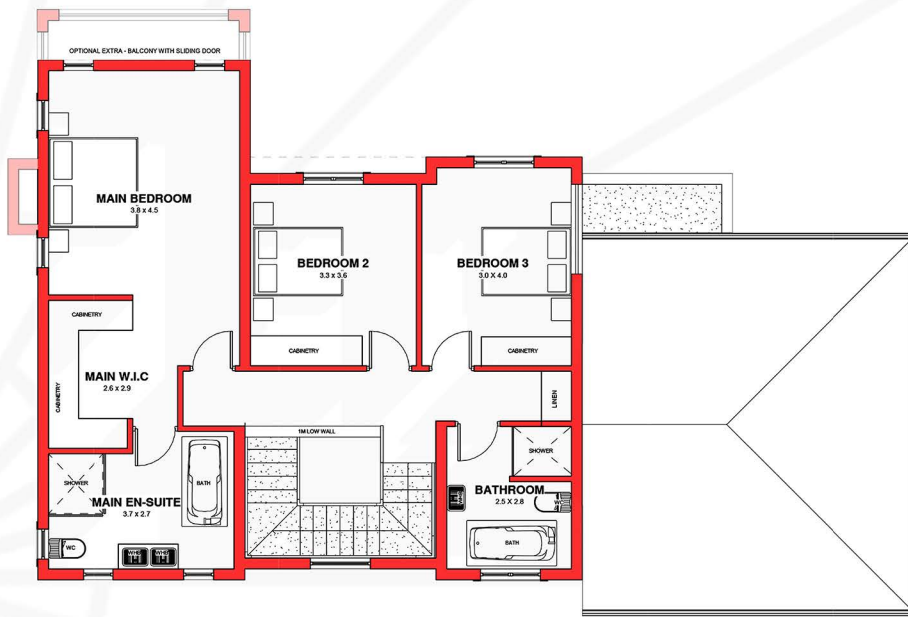 OPTIONAL EXTRA - BALCONY WITH SLIDING DOOR
MAIN BEDROOM
3.8 x 4.5
BEDROOM 2
3.3 x 3.6
BEDROOM 3
3.0 X 4.0
CABINETRY
CABINETRY
CABINETRY
MAIN W.I.C
2.6 x 2.9
CABINETRY
LINEN
1M LOW WALL
SHOWER
BATH
MAIN EN-SUITE
3.7 x 2.7
WC
SHOWER
BATHROOM
2.5 X 2.8
BATH